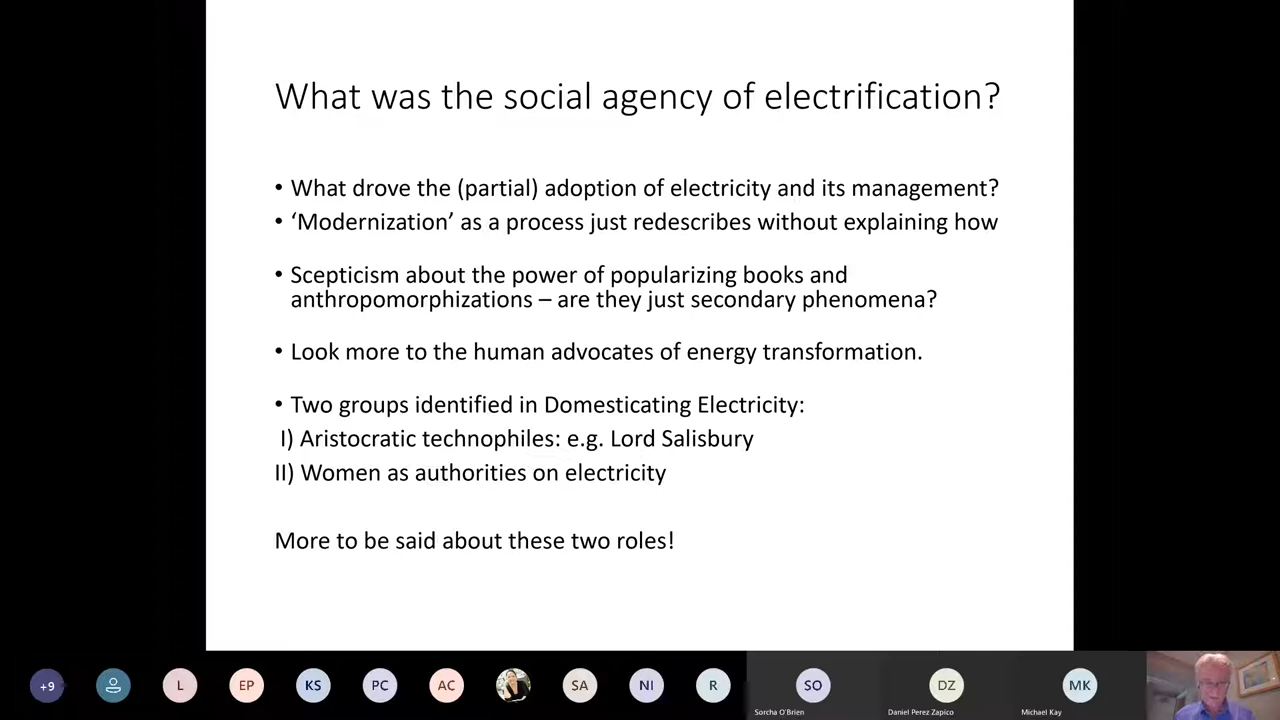 What was the social agency of electrification?
• What drove the (partial) adoption of electricity and its management?
• ‘Modernization’ as a process just redescribes without explaining how
• Scepticism about the power of popularizing books and
anthropomorphizations – are they just secondary phenomena?
• Look more to the human advocates of energy transformation.
• Two groups identified in Domesticating Electricity:
I) Aristocratic technophiles: e.g. Lord Salisbury
II) Women as authorities on electricity
More to be said about these two roles!
+9 L EP KS PC AC SA NI R SO DZ MK
Sorcha O'Brien Daniel Perez Zapico Michael Kay